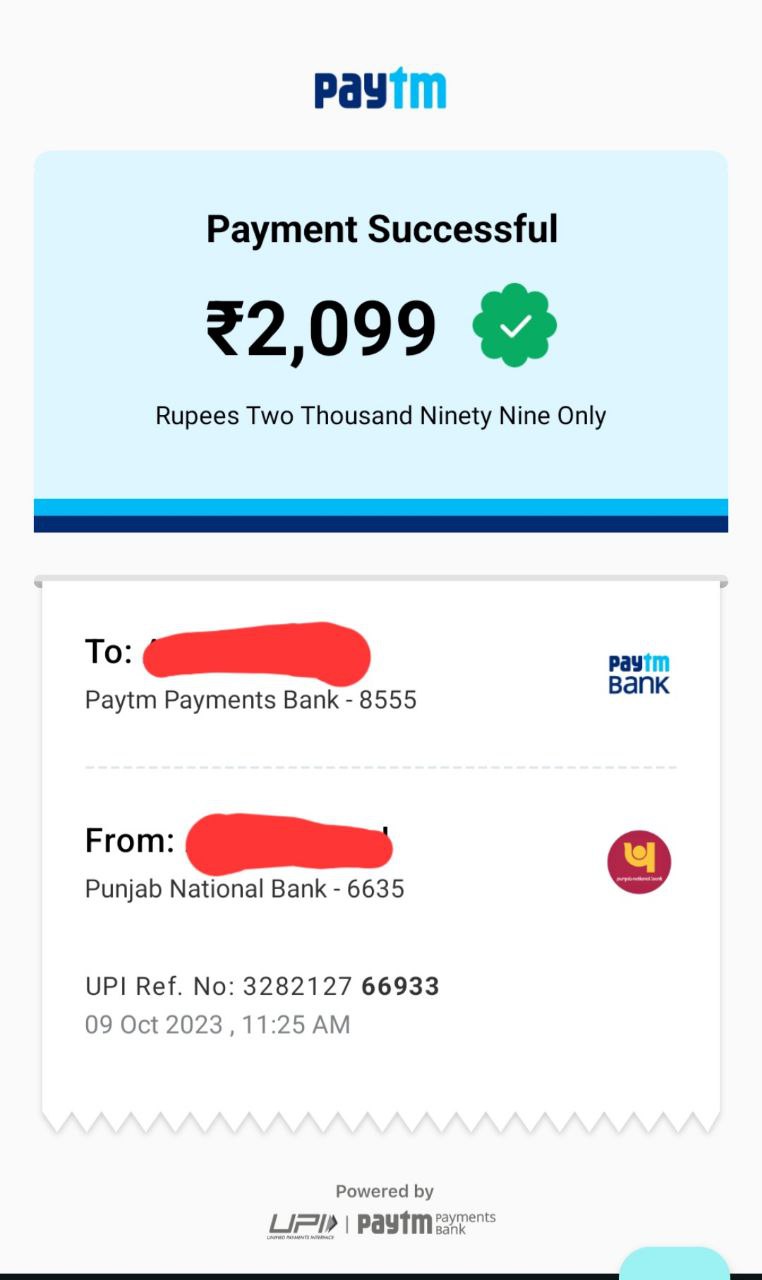 paytm
Payment Successful
₹2,099
Rupees Two Thousand Ninety Nine Only
To:
Paytm Payments Bank - 8555
paytm
BANK
From:
Punjab National Bank - 6635
punjab national bank
UPI Ref. No: 3282127 66933
09 Oct 2023 , 11:25 AM
Powered by
UPI | paytm Payments Bank
UNIFIED PAYMENTS INTERFACE